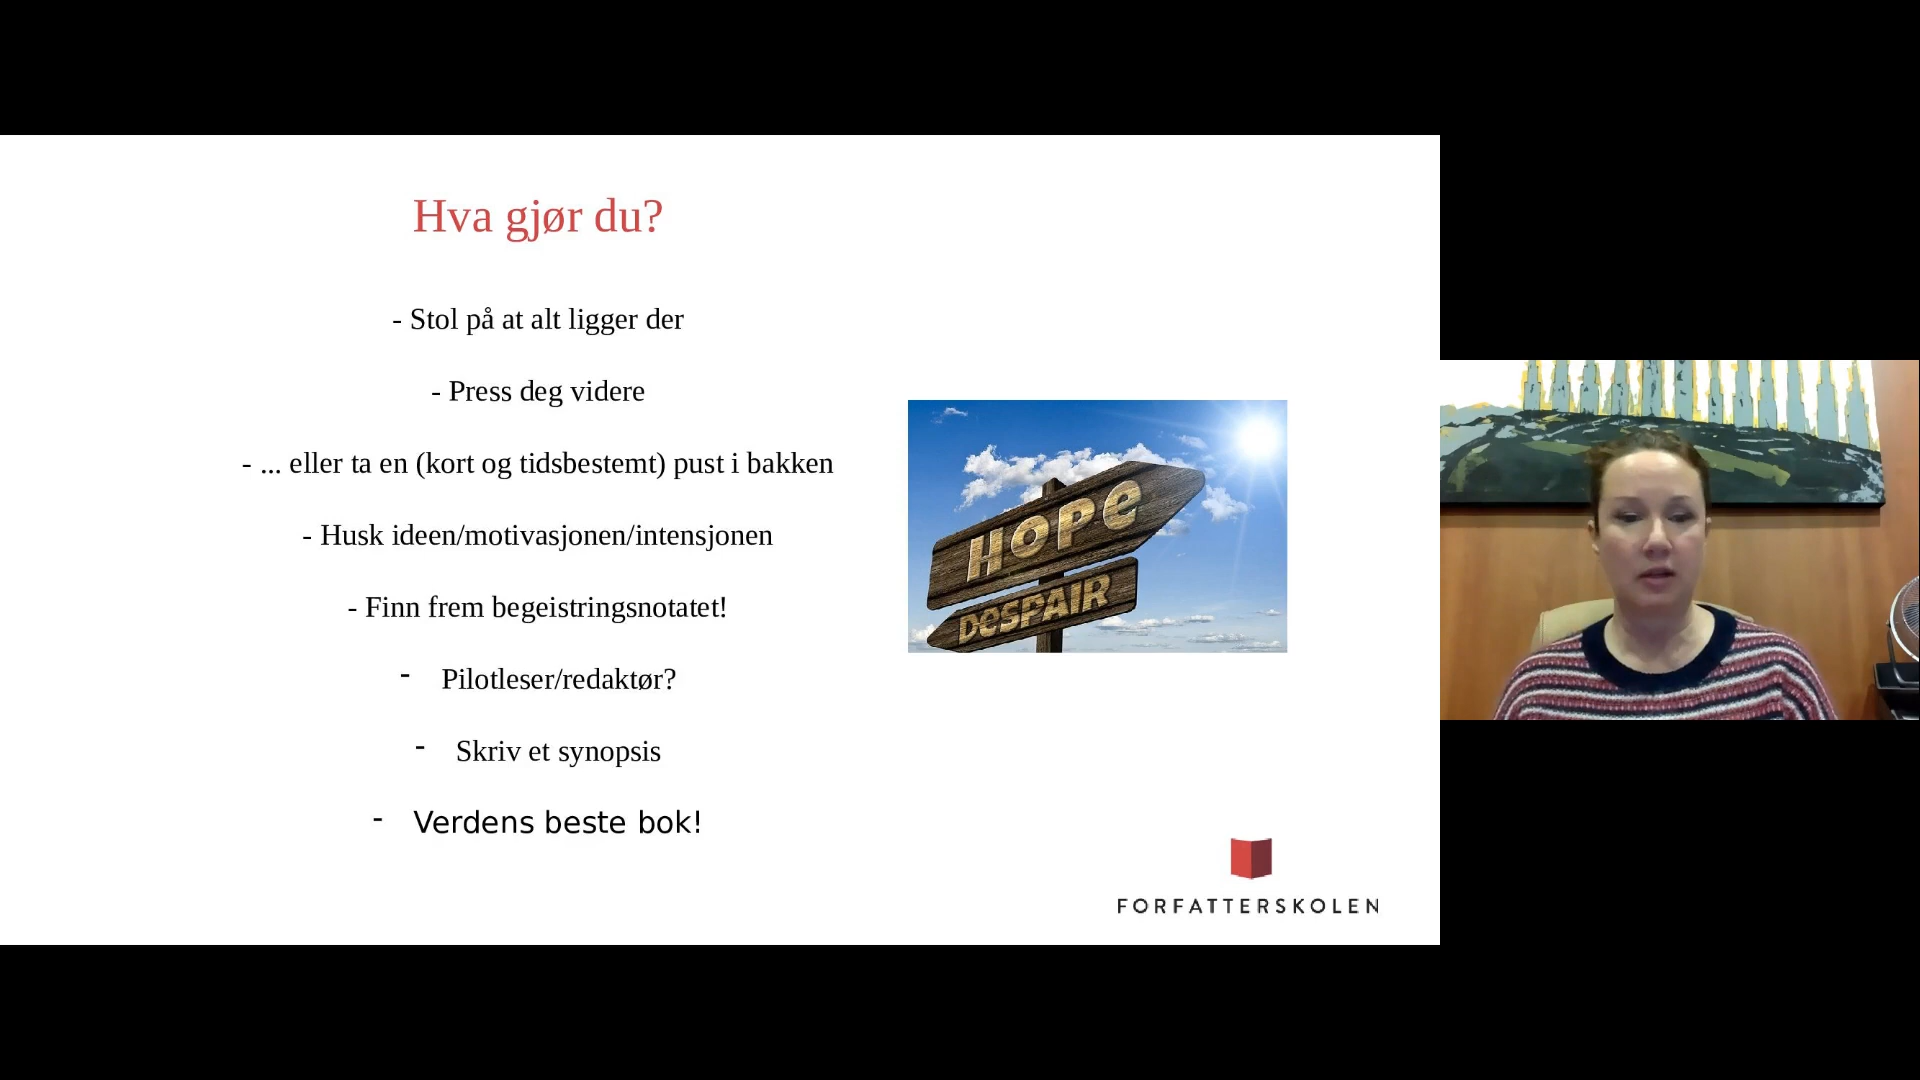 Hva gjør du?
- Stol på at alt ligger der
- Press deg videre
- ... eller ta en (kort og tidsbestemt) pust i bakken
- Husk ideen/motivasjonen/intensjonen
- Finn frem begeistringsnotatet!
- Pilotleser/redaktør?
- Skriv et synopsis
- Verdens beste bok!
HOPE
DESPAIR
FORFATTERSKOLEN